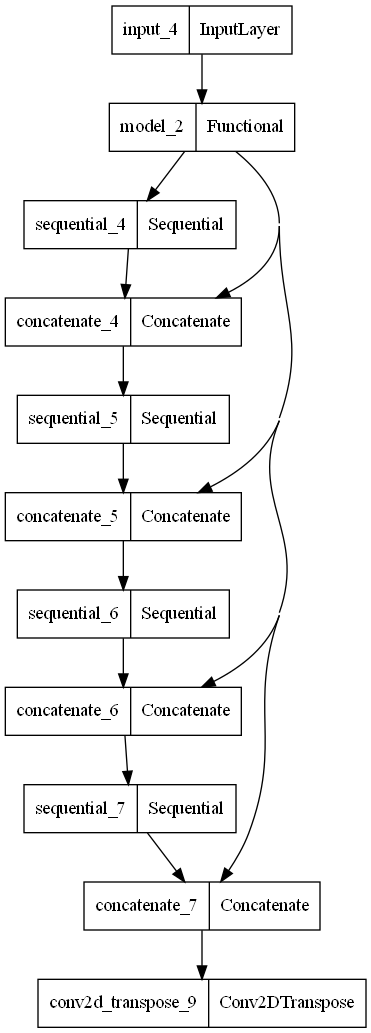 input_4 InputLayer
model_2 Functional
sequential_4 Sequential
concatenate_4 Concatenate
sequential_5 Sequential
concatenate_5 Concatenate
sequential_6 Sequential
concatenate_6 Concatenate
sequential_7 Sequential
concatenate_7 Concatenate
conv2d_transpose_9 Conv2DTranspose